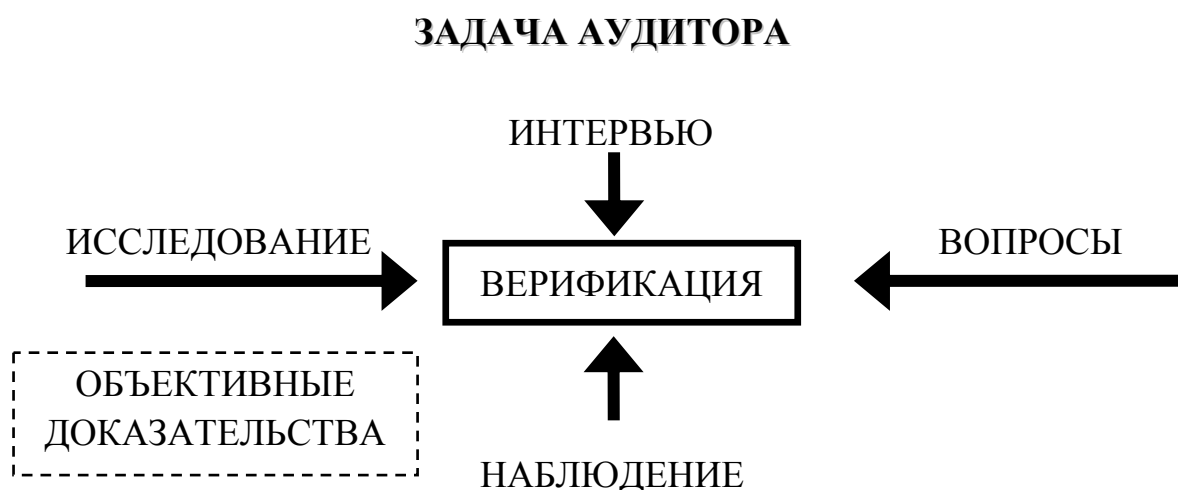 ЗАДАЧА АУДИТОРА
ИНТЕРВЬЮ
ИССЛЕДОВАНИЕ
ВОПРОСЫ
ВЕРИФИКАЦИЯ
ОБЪЕКТИВНЫЕ
ДОКАЗАТЕЛЬСТВА
НАБЛЮДЕНИЕ